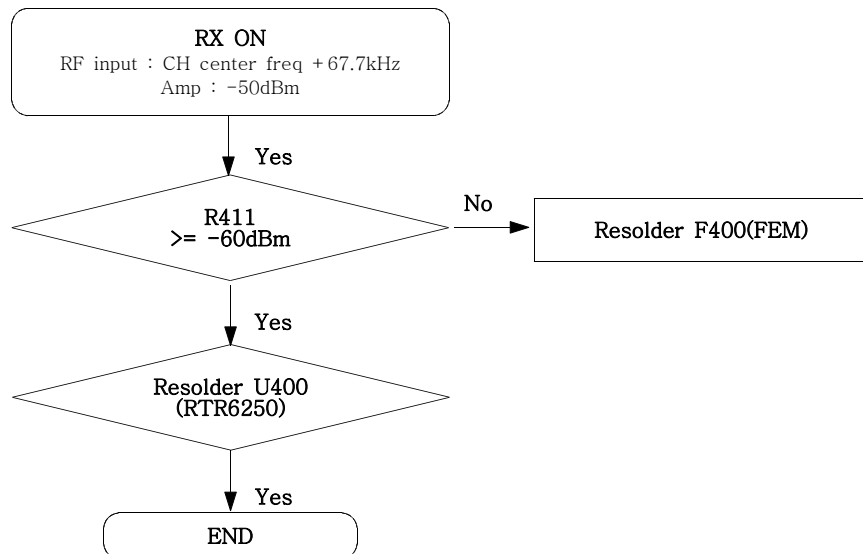 RX ON
RF input : CH center freq +67.7kHz
Amp : -50dBm
Yes
R411
>= -60dBm
No
Resolder F400(FEM)
Yes
Resolder U400
(RTR6250)
Yes
END